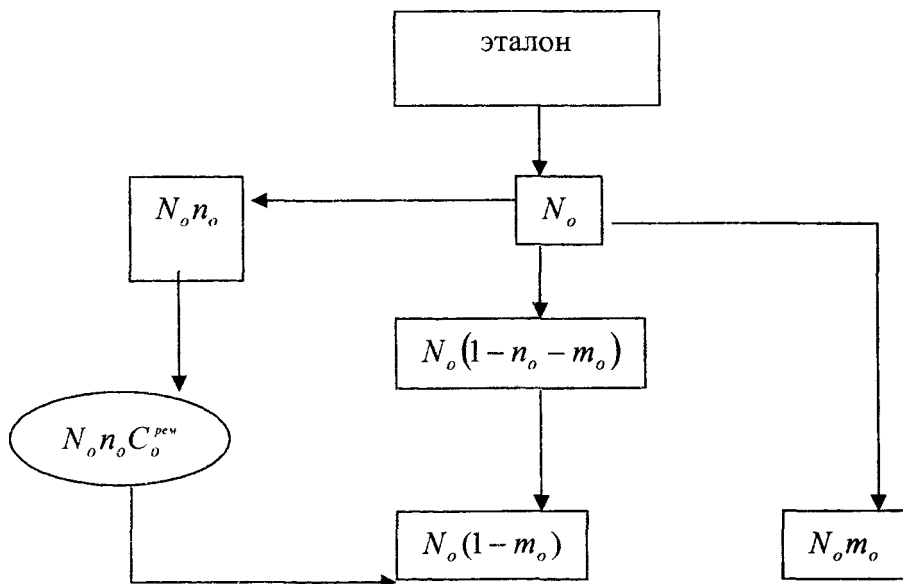 эталон
N_o n_o
N_o
N_o(1 - n_o - m_o)
N_o n_o C_o^{рем}
N_o(1 - m_o)
N_o m_o